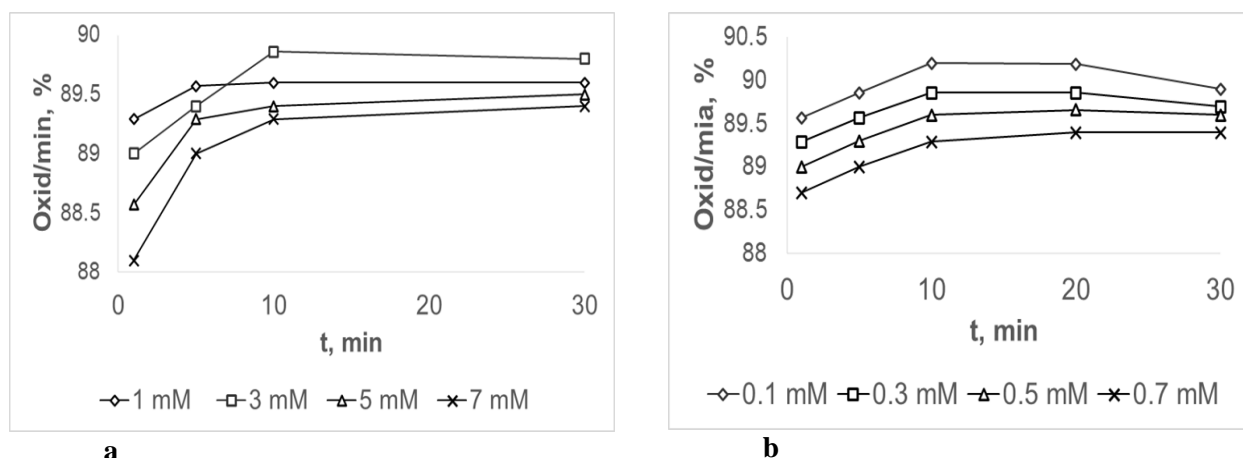 Oxid/min, %
90
89.5
89
88.5
88
0 10 20 30
t, min
1 mM 3 mM 5 mM 7 mM
a
Oxid/mia, %
90.5
90
89.5
89
88.5
88
0 10 20 30
t, min
0.1 mM 0.3 mM 0.5 mM 0.7 mM
b